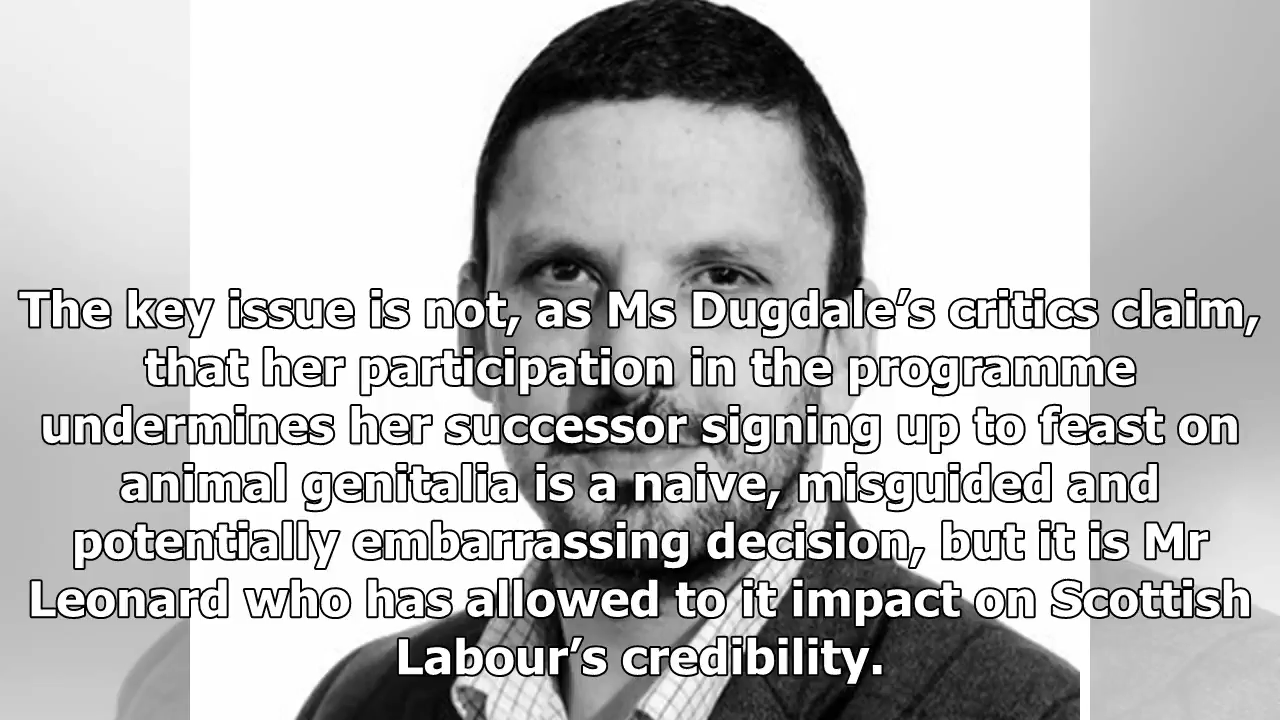 The key issue is not, as Ms Dugdale’s critics claim,
that her participation in the programme
undermines her successor signing up to feast on
animal genitalia is a naive, misguided and
potentially embarrassing decision, but it is Mr
Leonard who has allowed to it impact on Scottish
Labour’s credibility.